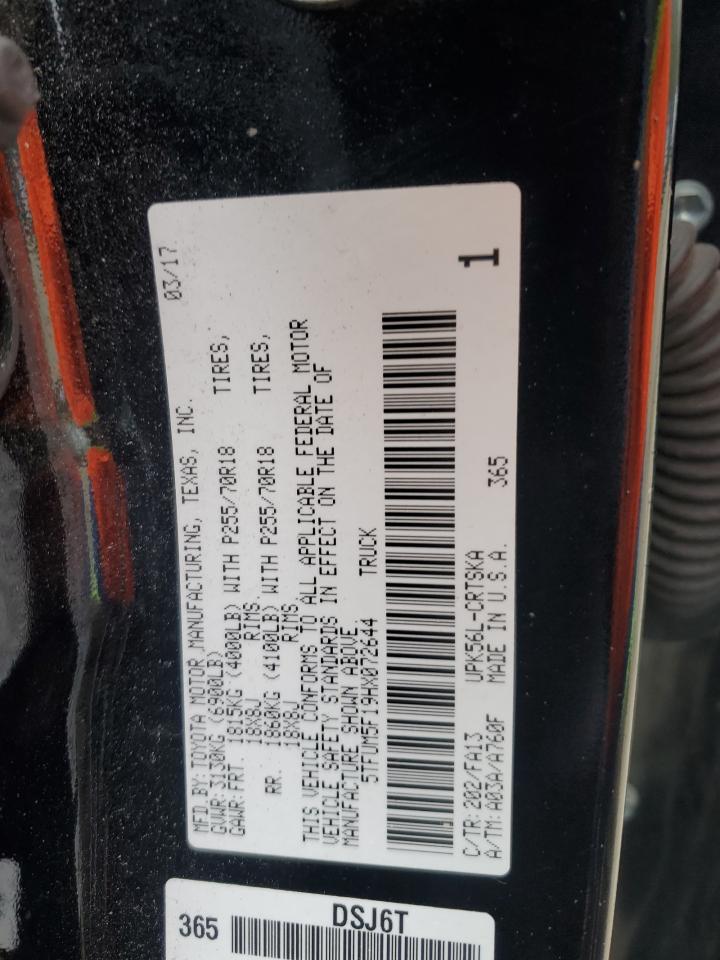 MFD.BY:TOYOTA MOTOR MANUFACTURING, TEXAS, INC. 03/17
GVWR:3130KG (6900LB)
GAWR:FRT. 1815KG (4000LB) WITH P255/70R18 TIRES,
18X8J RIMS.
RR. 1860KG (4100LB) WITH P255/70R18 TIRES,
18X8J RIMS
THIS VEHICLE CONFORMS TO ALL APPLICABLE FEDERAL MOTOR
VEHICLE SAFETY STANDARDS IN EFFECT ON THE DATE OF
MANUFACTURE SHOWN ABOVE.
5TFUM5F19HX072644 TRUCK
1
C/TR:202/FA13 UPK56L-CRTSKA
A/TM:A03A/A760F MADE IN U.S.A. 365
DSJ6T
365